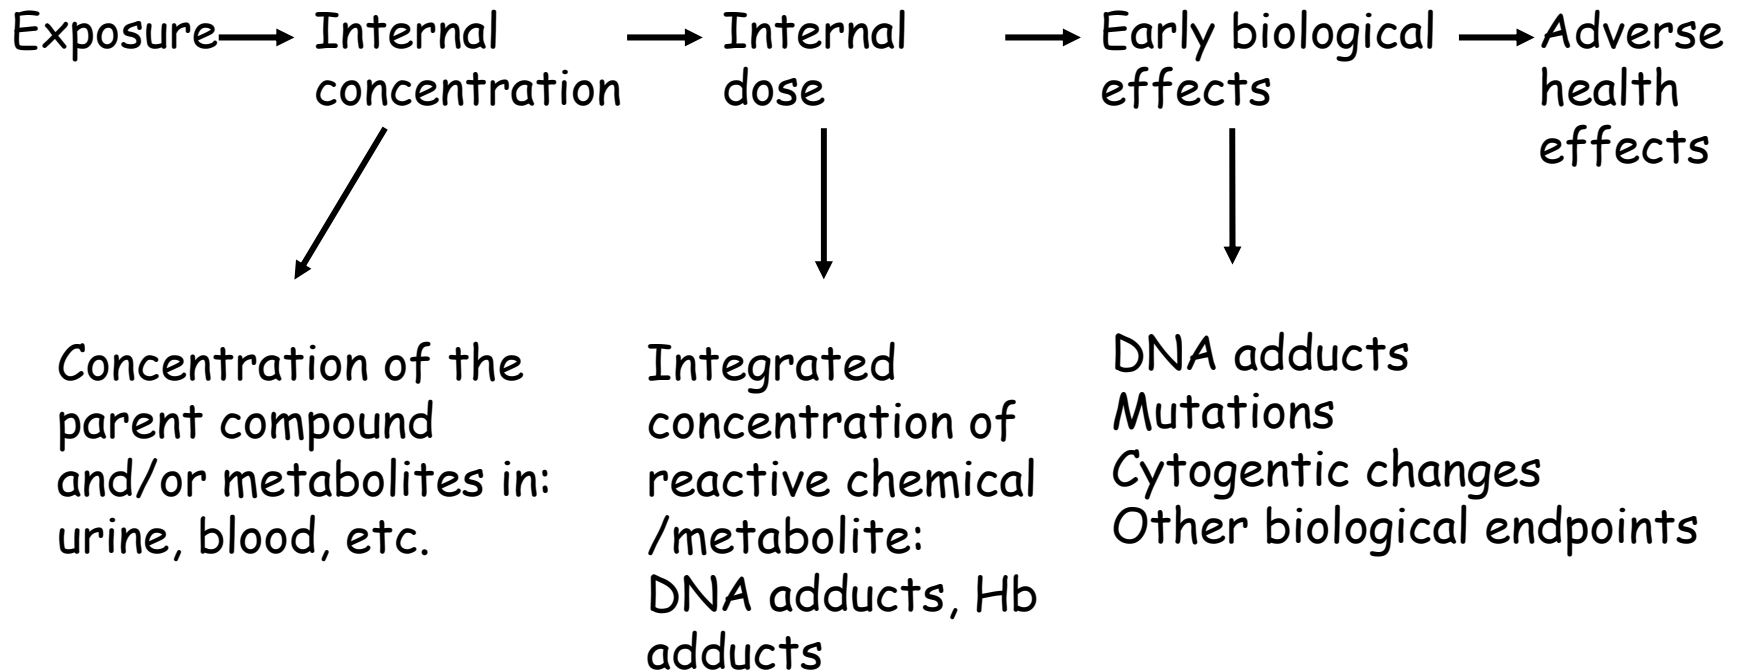 Exposure
Internal
concentration
Internal
dose
Early biological
effects
Adverse
health
effects
Concentration of the
parent compound
and/or metabolites in:
urine, blood, etc.
Integrated
concentration of
reactive chemical
/metabolite:
DNA adducts, Hb
adducts
DNA adducts
Mutations
Cytogentic changes
Other biological endpoints